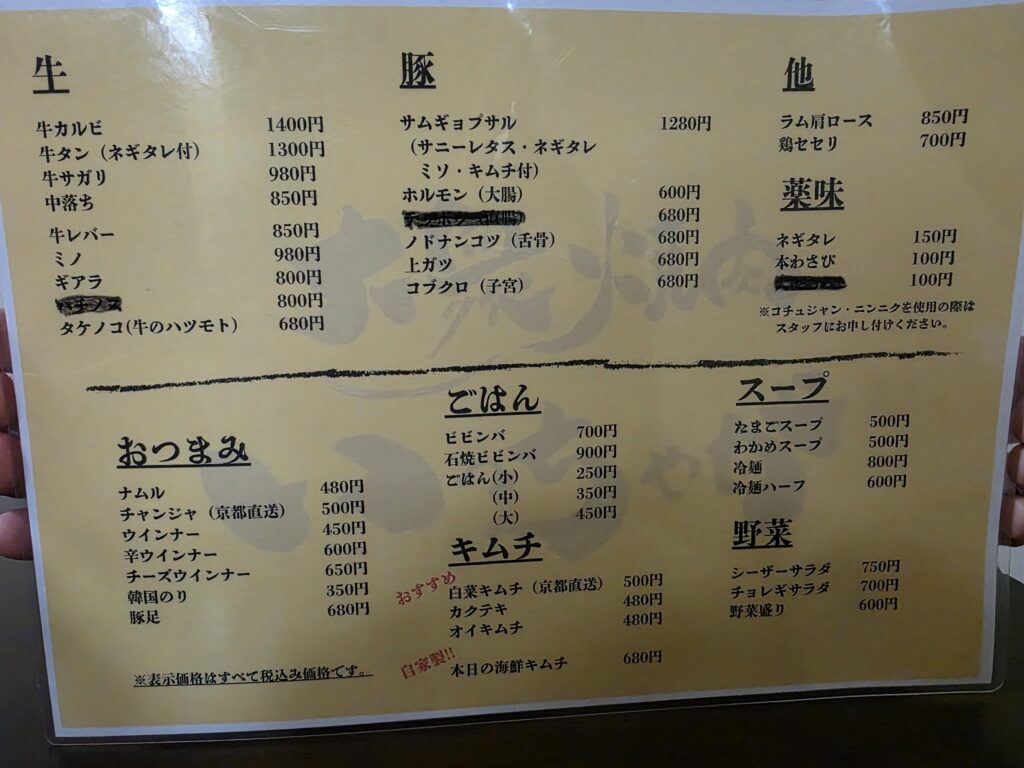 牛
牛カルビ 1400円
牛タン（ネギタレ付） 1300円
牛サガリ 980円
中落ち 850円
牛レバー 850円
ミノ 980円
ギアラ 800円
800円
タケノコ(牛のハツモト） 680円
豚
サムギョプサル 1280円
（サニーレタス・ネギタレ
ミソ・キムチ付）
ホルモン（大腸） 600円
680円
ノドナンコツ（舌骨） 680円
上ガツ 680円
コブクロ（子宮） 680円
他
ラム肩ロース 850円
鶏セセリ 700円
薬味
ネギタレ 150円
本わさび 100円
100円
※コチュジャン・ニンニクを使用の際は
スタッフにお申し付けください。
おつまみ
ナムル 480円
チャンジャ（京都直送） 500円
ウインナー 450円
辛ウインナー 600円
チーズウインナー 650円
韓国のり 350円
豚足 680円
※表示価格はすべて税込み価格です。
ごはん
ビビンバ 700円
石焼ビビンバ 900円
ごはん(小) 250円
(中) 350円
(大) 450円
キムチ
おすすめ
白菜キムチ（京都直送） 500円
カクテキ 480円
オイキムチ 480円
自家製!!
本日の海鮮キムチ 680円
スープ
たまごスープ 500円
わかめスープ 500円
冷麺 800円
冷麺ハーフ 600円
野菜
シーザーサラダ 750円
チョレギサラダ 700円
野菜盛り 600円